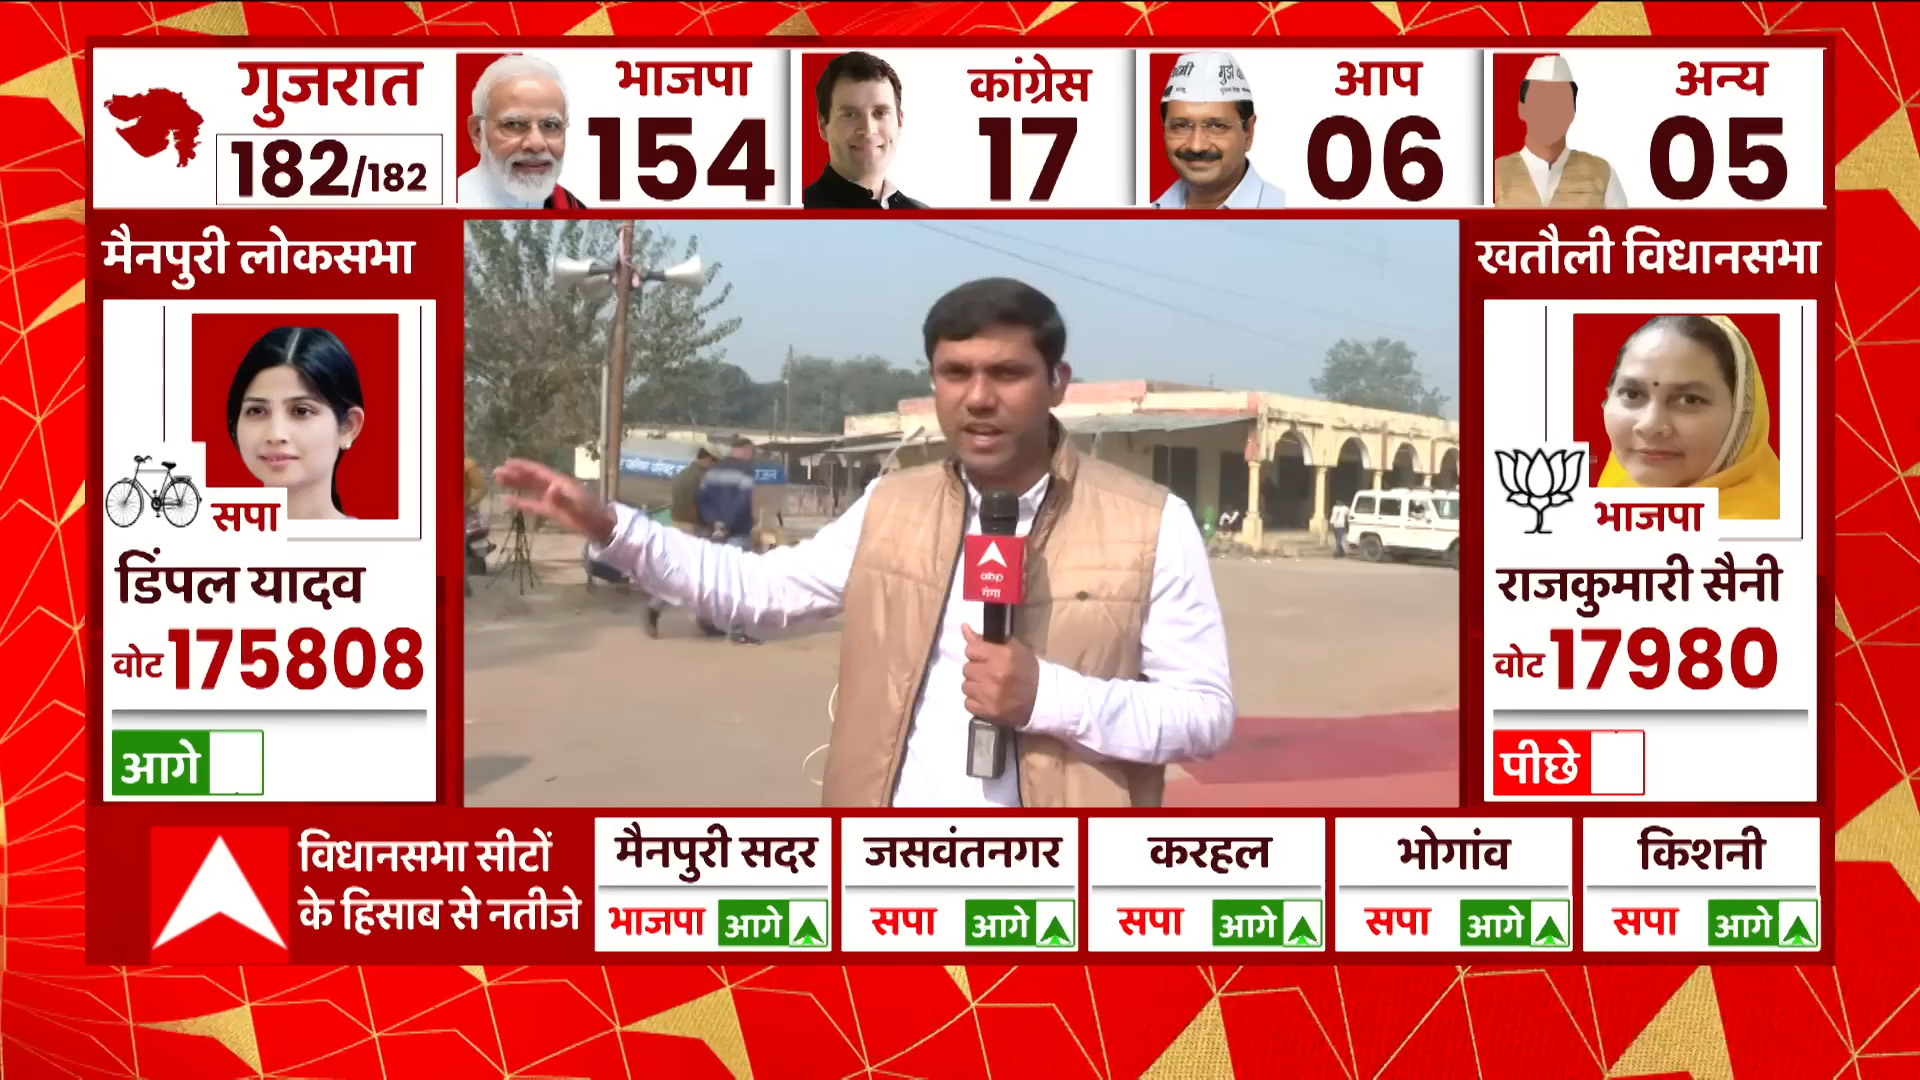 गुजरात
182/182
भाजपा
154
कांग्रेस
17
आप
06
अन्य
05
मैनपुरी लोकसभा
सपा
डिंपल यादव
वोट 175808
आगे
abp
गंगा
खतौली विधानसभा
भाजपा
राजकुमारी सैनी
वोट 17980
पीछे
विधानसभा सीटों
के हिसाब से नतीजे
मैनपुरी सदर
भाजपा आगे
जसवंतनगर
सपा आगे
करहल
सपा आगे
भोगांव
सपा आगे
किशनी
सपा आगे